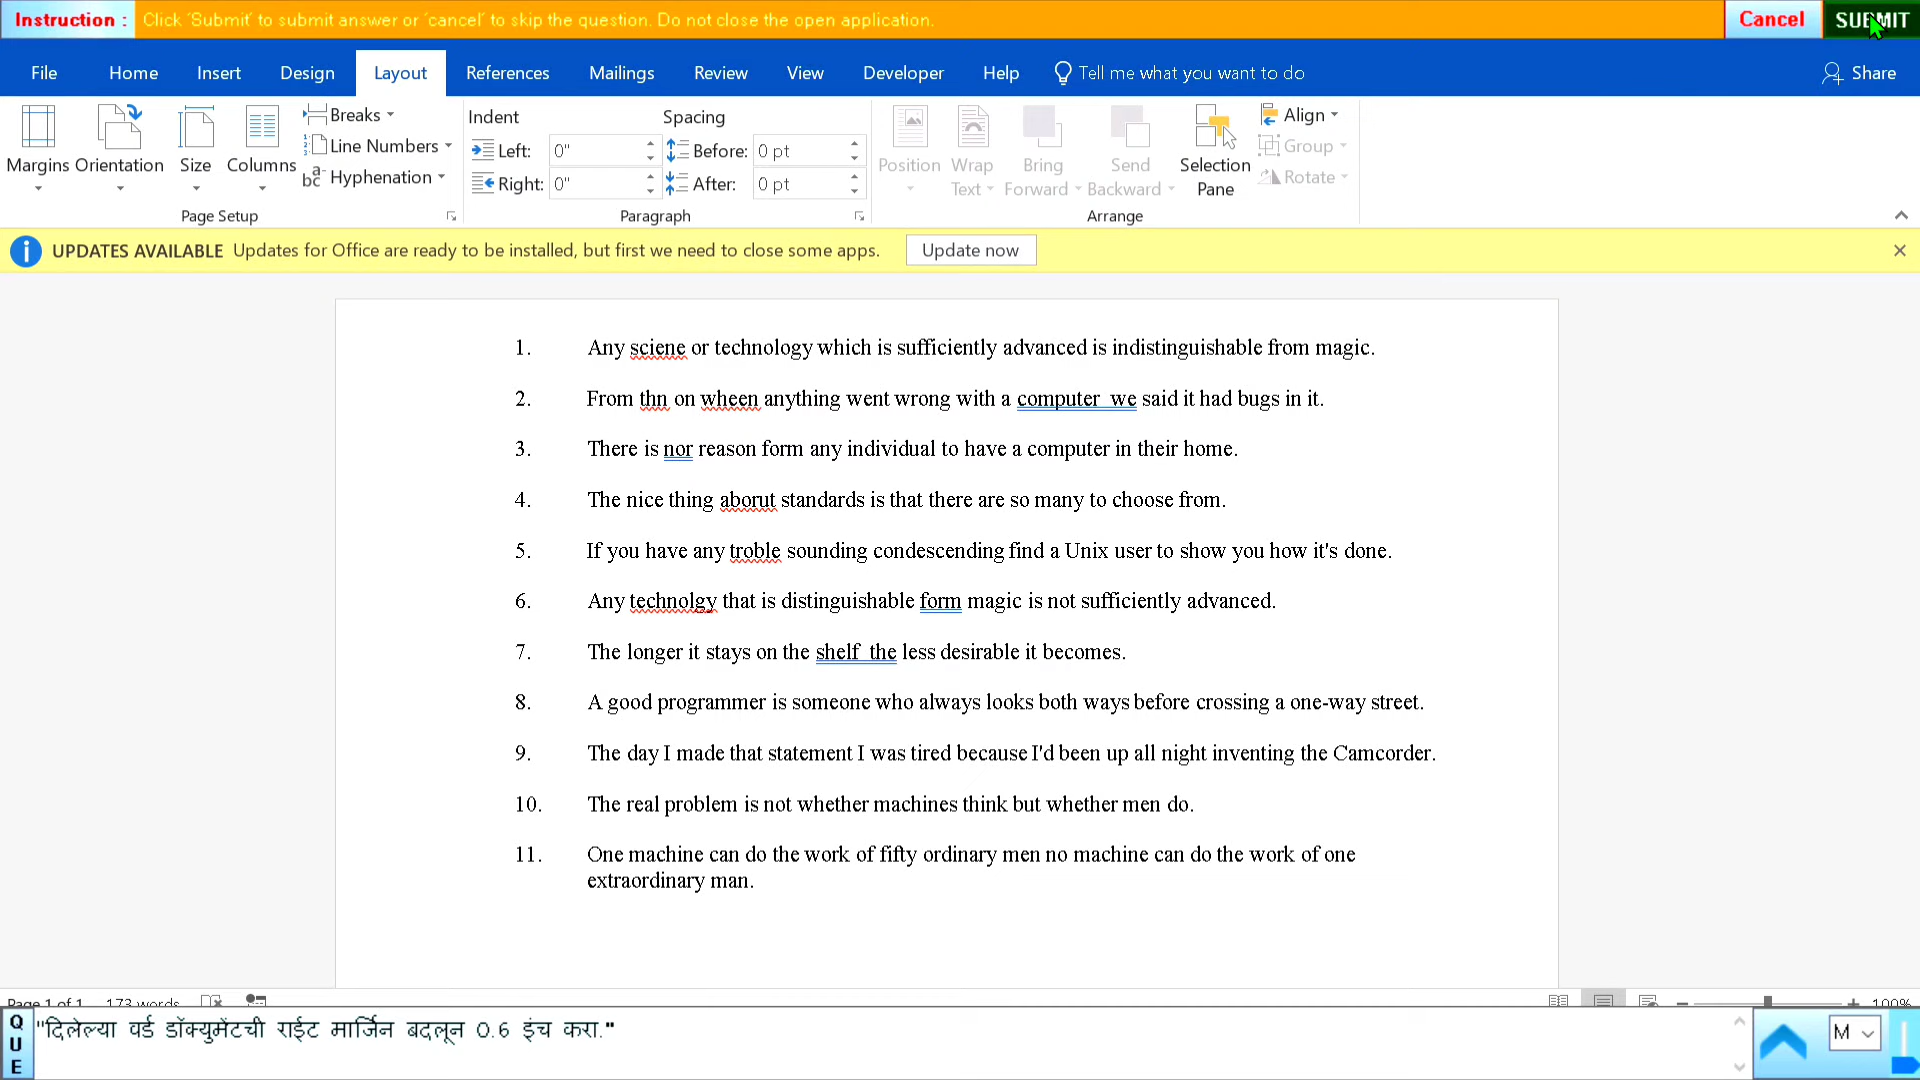 Instruction : Click 'Submit' to submit answer or 'cancel' to skip the question. Do not close the open application. Cancel SUBMIT
File Home Insert Design Layout References Mailings Review View Developer Help Tell me what you want to do Share
Margins Orientation Size Columns Breaks Line Numbers Hyphenation
Page Setup
Indent Spacing
Left: 0" Before: 0 pt
Right: 0" After: 0 pt
Paragraph
Position Wrap Text Bring Forward Send Backward Selection Pane Align Group Rotate
Arrange
UPDATES AVAILABLE Updates for Office are ready to be installed, but first we need to close some apps. Update now
1. Any sciene or technology which is sufficiently advanced is indistinguishable from magic.
2. From thn on wheen anything went wrong with a computer  we said it had bugs in it.
3. There is nor reason form any individual to have a computer in their home.
4. The nice thing aborut standards is that there are so many to choose from.
5. If you have any troble sounding condescending find a Unix user to show you how it's done.
6. Any technolgy that is distinguishable form magic is not sufficiently advanced.
7. The longer it stays on the shelf  the less desirable it becomes.
8. A good programmer is someone who always looks both ways before crossing a one-way street.
9. The day I made that statement I was tired because I'd been up all night inventing the Camcorder.
10. The real problem is not whether machines think but whether men do.
11. One machine can do the work of fifty ordinary men no machine can do the work of one
extraordinary man.
Page 1 of 1 173 words 100%
QUE "दिलेल्या वर्ड डॉक्युमेंटची राईट मार्जिन बदलून 0.6 इंच करा." M